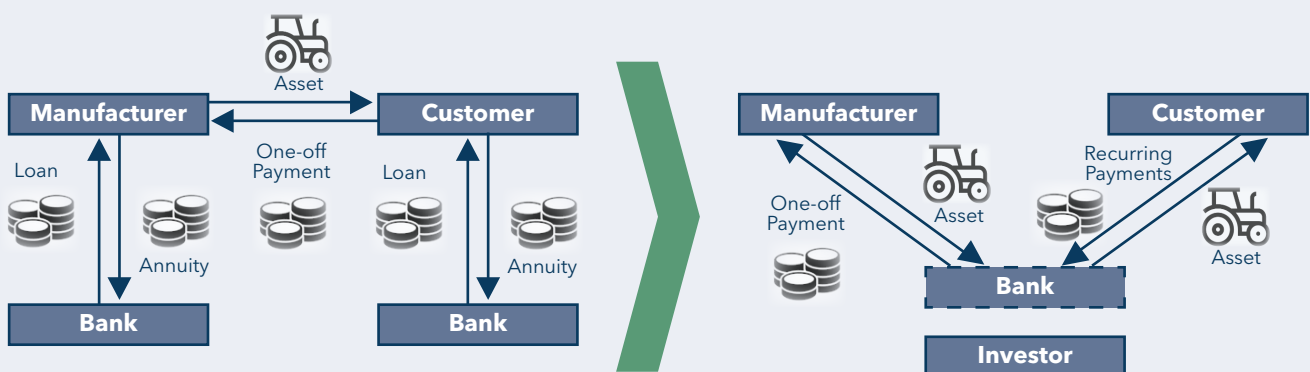 Asset
Manufacturer
Customer
Loan
One-off
Payment
Loan
Annuity
Annuity
Bank
Bank
Manufacturer
Customer
Recurring
Payments
One-off
Payment
Asset
Asset
Bank
Investor